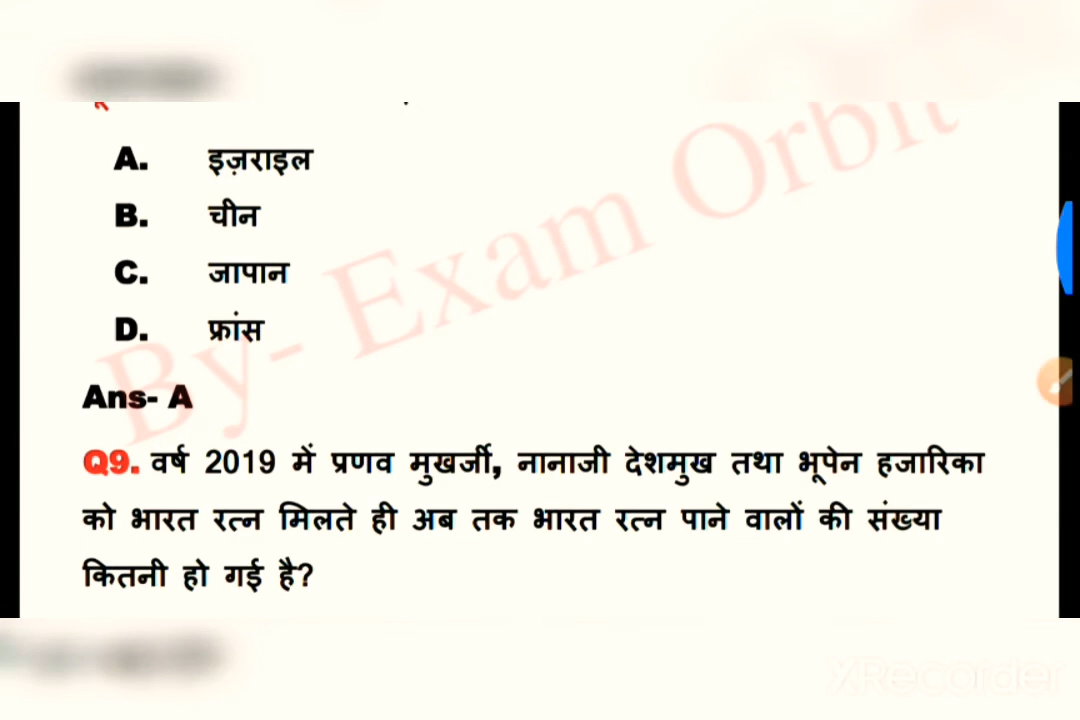 A. इज़राइल
B. चीन
C. जापान
D. फ्रांस
Ans- A
Q9. वर्ष 2019 में प्रणव मुखर्जी, नानाजी देशमुख तथा भूपेन हजारिका
को भारत रत्न मिलते ही अब तक भारत रत्न पाने वालों की संख्या
कितनी हो गई है?
By- Exam Orbit
XRecorder